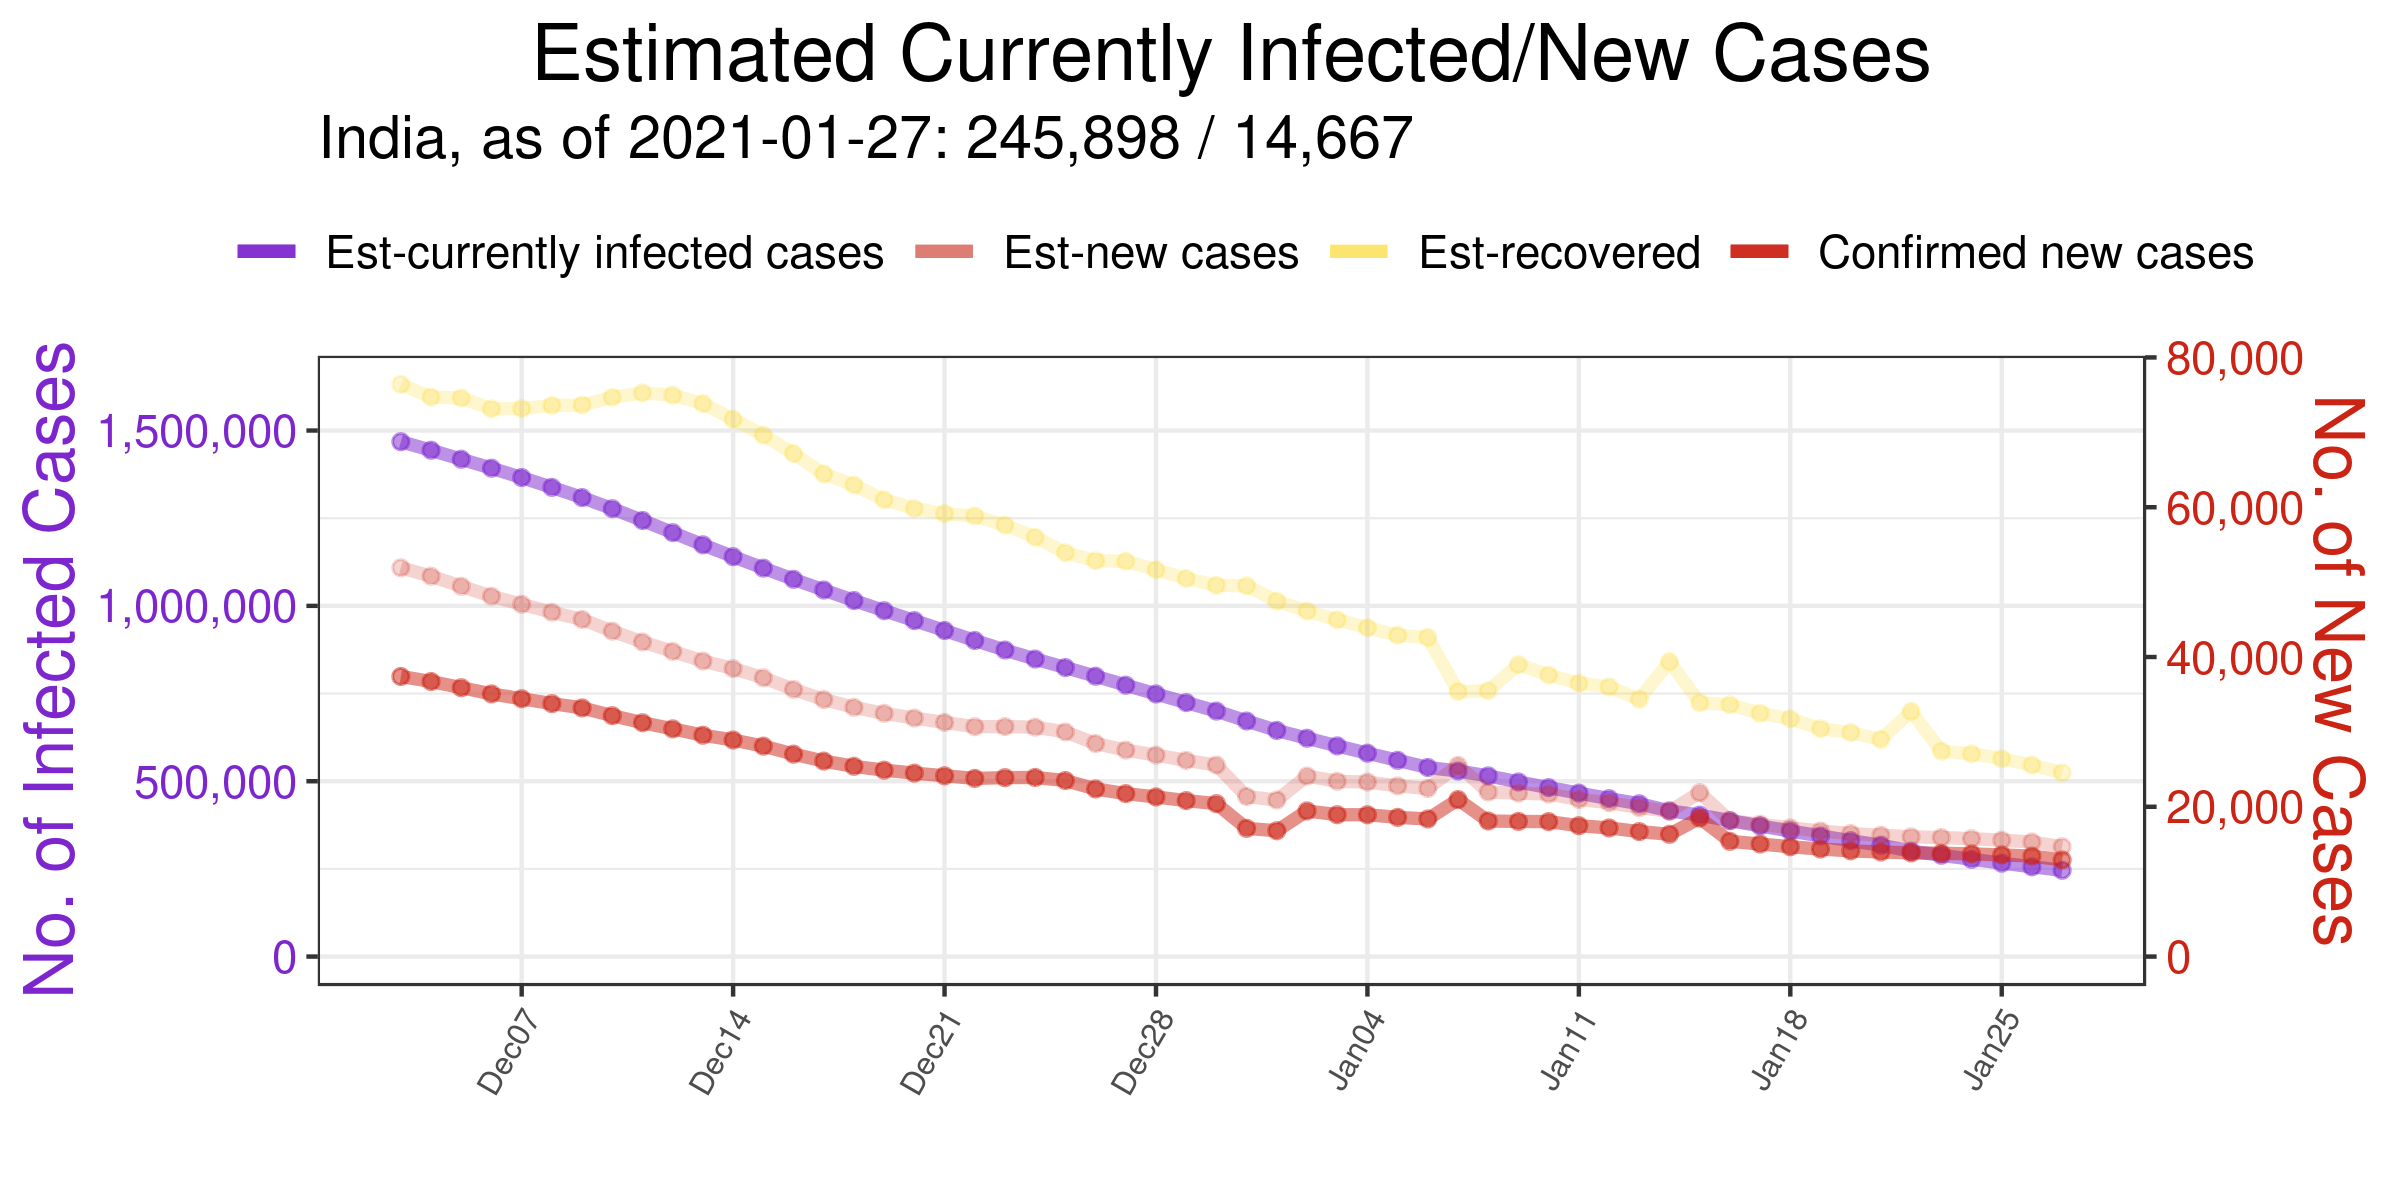 Estimated Currently Infected/New Cases
India, as of 2021-01-27: 245,898 / 14,667
Est-currently infected cases Est-new cases Est-recovered Confirmed new cases
No. of Infected Cases
1,500,000
1,000,000
500,000
0
80,000
60,000
40,000
20,000
0
No. of New Cases
Dec07 Dec14 Dec21 Dec28 Jan04 Jan11 Jan18 Jan25